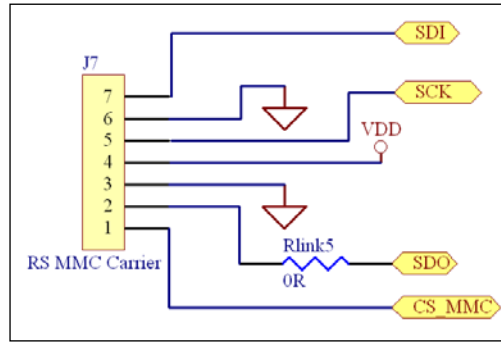 SDI
J7
7
SCK
6
VDD
5
4
3
2
Rlink5
1
RS MMC Carrier
0R
SDO
CS_MMC